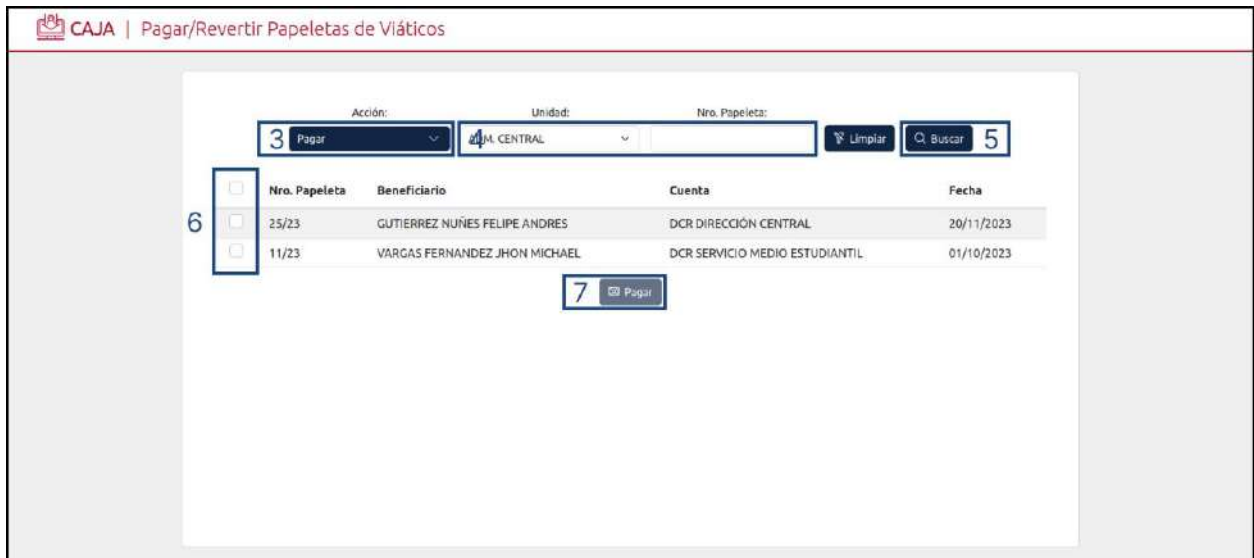 CAJA | Pagar/Revertir Papeletas de Viáticos
Acción: Unidad: Nro. Papeleta:
3 Pagar 4 ADM. CENTRAL Limpiar Buscar 5
Nro. Papeleta Beneficiario Cuenta Fecha
6 25/23 GUTIERREZ NUÑES FELIPE ANDRES DCR DIRECCIÓN CENTRAL 20/11/2023
11/23 VARGAS FERNANDEZ JHON MICHAEL DCR SERVICIO MEDIO ESTUDIANTIL 01/10/2023
7 Pagar